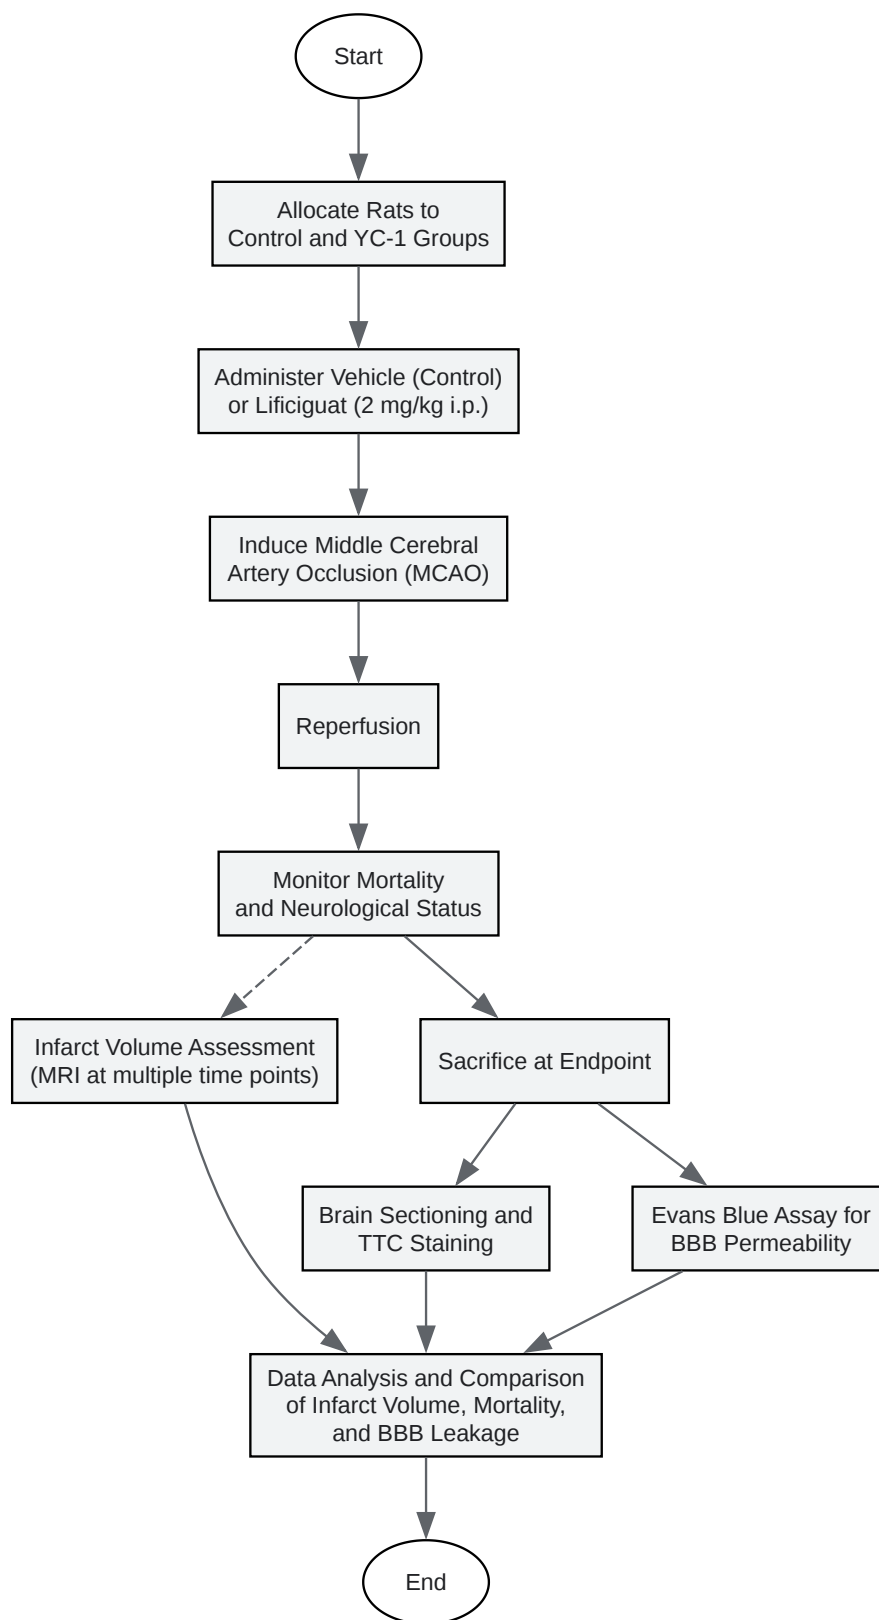 Start
Allocate Rats to
Control and YC-1 Groups
Administer Vehicle (Control)
or Lificiguat (2 mg/kg i.p.)
Induce Middle Cerebral
Artery Occlusion (MCAO)
Reperfusion
Monitor Mortality
and Neurological Status
Infarct Volume Assessment
(MRI at multiple time points)
Sacrifice at Endpoint
Brain Sectioning and
TTC Staining
Evans Blue Assay for
BBB Permeability
Data Analysis and Comparison
of Infarct Volume, Mortality,
and BBB Leakage
End